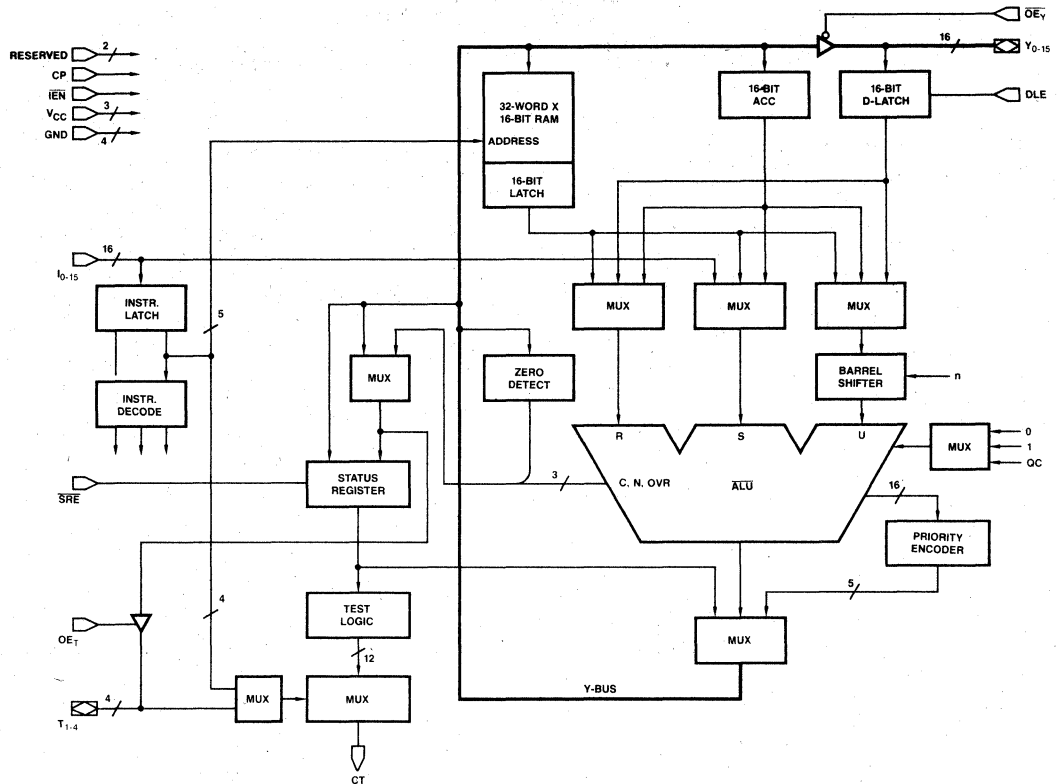 RESERVED 2
CP
IEN
VCC 3
GND 4
OEY
16 Y0-15
DLE
32-WORD X
16-BIT RAM
ADDRESS
16-BIT
LATCH
16-BIT
ACC
16-BIT
D-LATCH
I0-15 16
INSTR.
LATCH
5
INSTR.
DECODE
MUX
MUX
MUX
MUX
ZERO
DETECT
BARREL
SHIFTER
n
R
S
U
MUX
0
1
QC
SRE
STATUS
REGISTER
3
C, N, OVR
ALU
16
PRIORITY
ENCODER
5
OET
4
TEST
LOGIC
12
MUX
T1-4 4
MUX
MUX
Y-BUS
CT